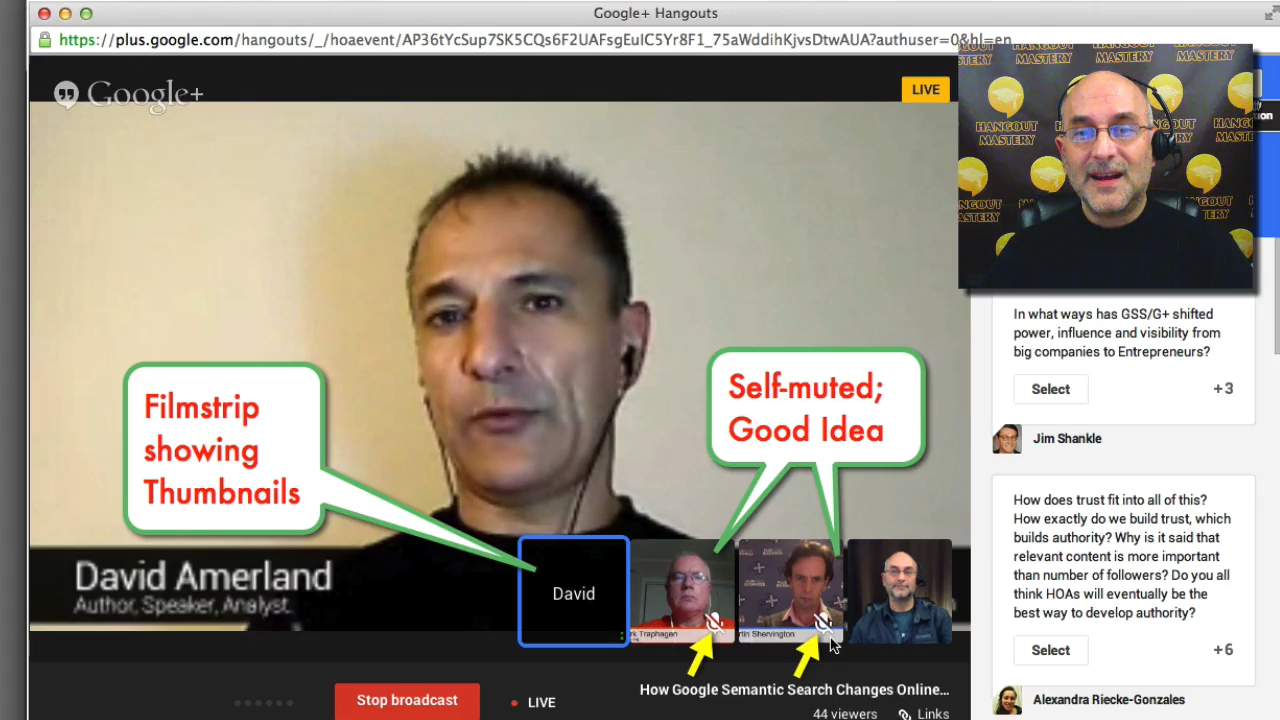 Google+ Hangouts
https://plus.google.com/hangouts/_/hoaevent/AP36tYcSup7SK5CQs6F2UAFsgEuIC5Yr8F1_75aWddihKjvsDtwAUA?authuser=0&hl=en
Google+
LIVE
HANGOUT
MASTERY
In what ways has GSS/G+ shifted
power, influence and visibility from
big companies to Entrepreneurs?
Select
+3
Jim Shankle
Filmstrip
showing
Thumbnails
Self-muted;
Good Idea
How does trust fit into all of this?
How exactly do we build trust, which
builds authority? Why is it said that
relevant content is more important
than number of followers? Do you all
think HOAs will eventually be the
best way to develop authority?
Select
+6
Alexandra Riecke-Gonzales
David Amerland
Author, Speaker, Analyst.
David
rk Traphagen
rtin Shervington
How Google Semantic Search Changes Online...
Stop broadcast
LIVE
44 viewers
Links